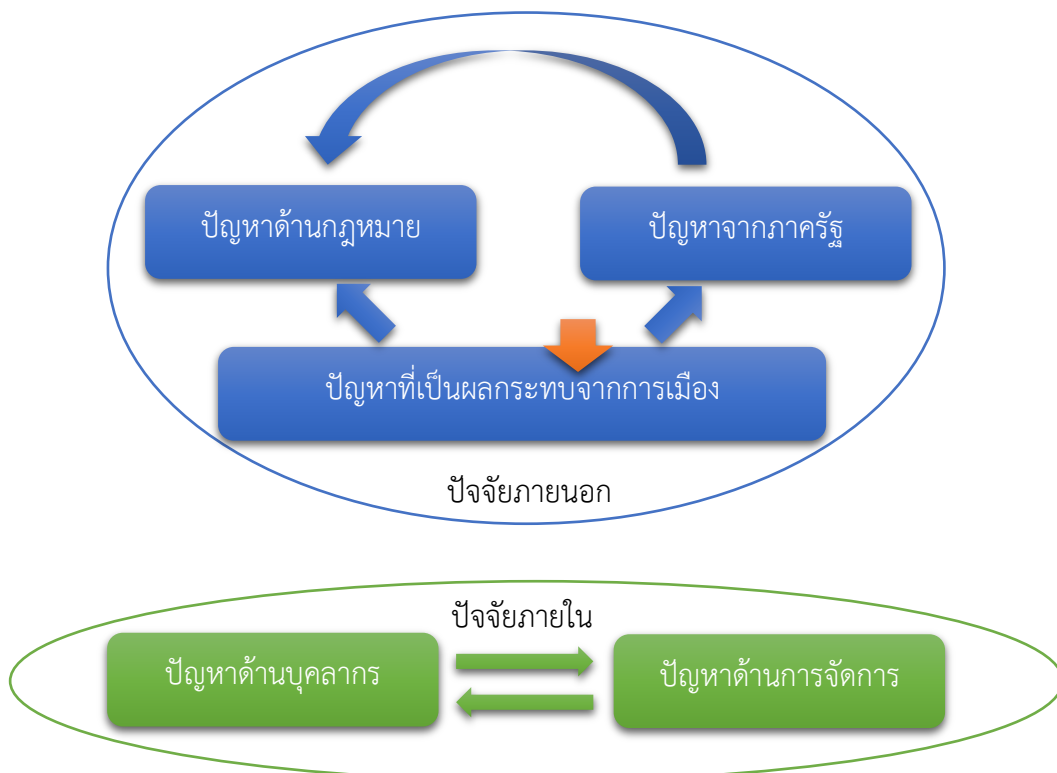 ปัญหาด้านกฎหมาย
ปัญหาจากภาครัฐ
ปัญหาที่เป็นผลกระทบจากการเมือง
ปัจจัยภายนอก
ปัจจัยภายใน
ปัญหาด้านบุคลากร
ปัญหาด้านการจัดการ